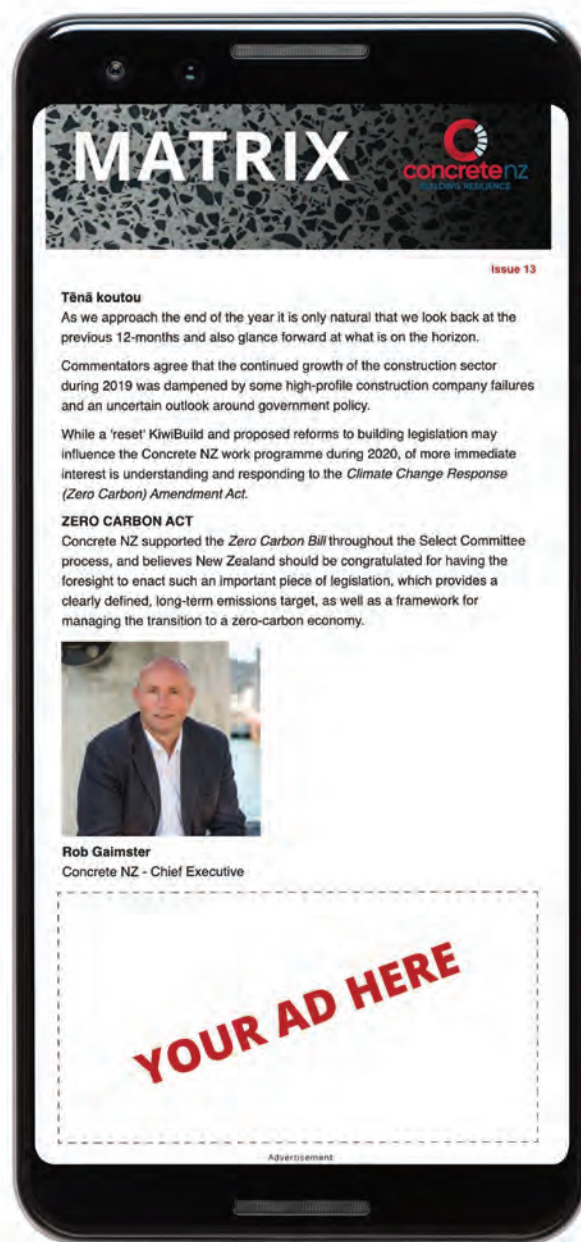 MATRIX
concretenz
BUILDING RESILIENCE
Issue 13
Tēnā koutou
As we approach the end of the year it is only natural that we look back at the
previous 12-months and also glance forward at what is on the horizon.
Commentators agree that the continued growth of the construction sector
during 2019 was dampened by some high-profile construction company failures
and an uncertain outlook around government policy.
While a 'reset' KiwiBuild and proposed reforms to building legislation may
influence the Concrete NZ work programme during 2020, of more immediate
interest is understanding and responding to the Climate Change Response
(Zero Carbon) Amendment Act.
ZERO CARBON ACT
Concrete NZ supported the Zero Carbon Bill throughout the Select Committee
process, and believes New Zealand should be congratulated for having the
foresight to enact such an important piece of legislation, which provides a
clearly defined, long-term emissions target, as well as a framework for
managing the transition to a zero-carbon economy.
Rob Gaimster
Concrete NZ - Chief Executive
YOUR AD HERE
Advertisement